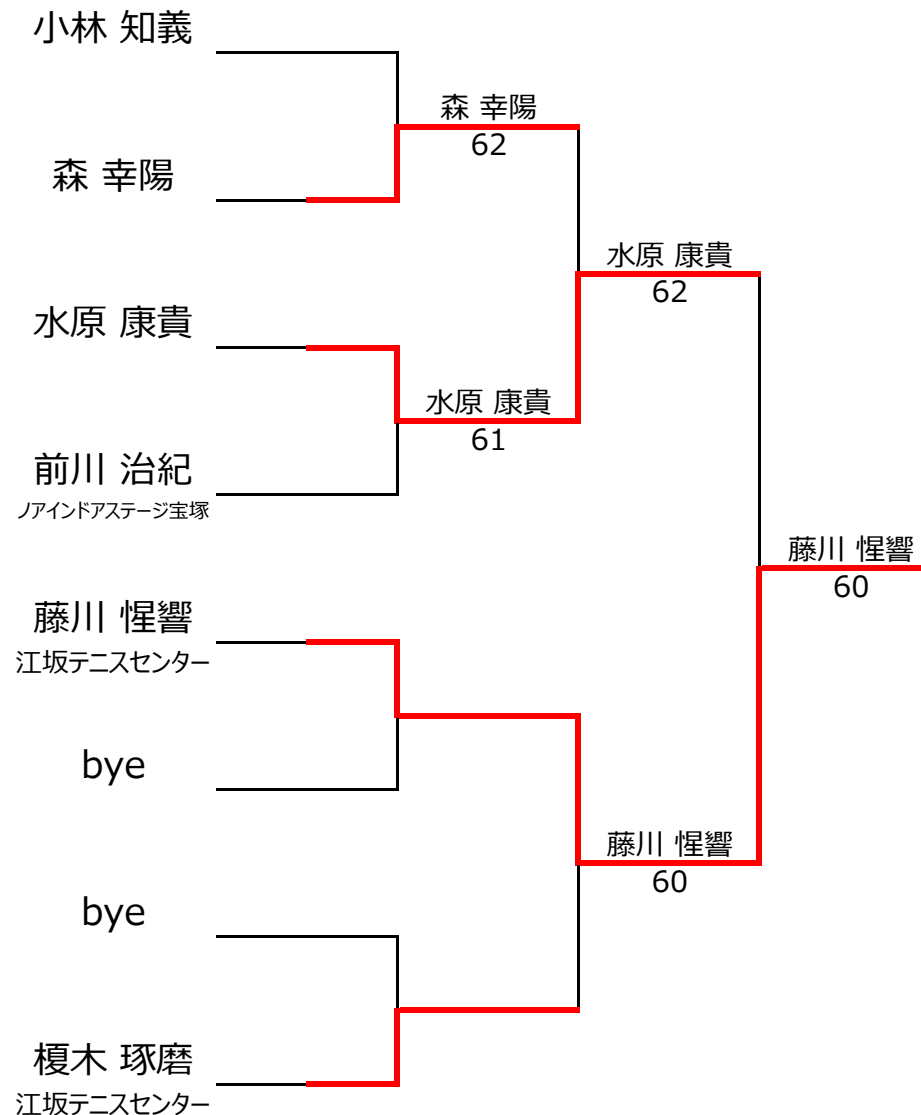 小林 知義
森 幸陽
水原 康貴
前川 治紀
ノアインドアステージ宝塚
藤川 惺響
江坂テニスセンター
bye
bye
榎木 琢磨
江坂テニスセンター
森 幸陽
62
水原 康貴
61
水原 康貴
62
藤川 惺響
60
藤川 惺響
60